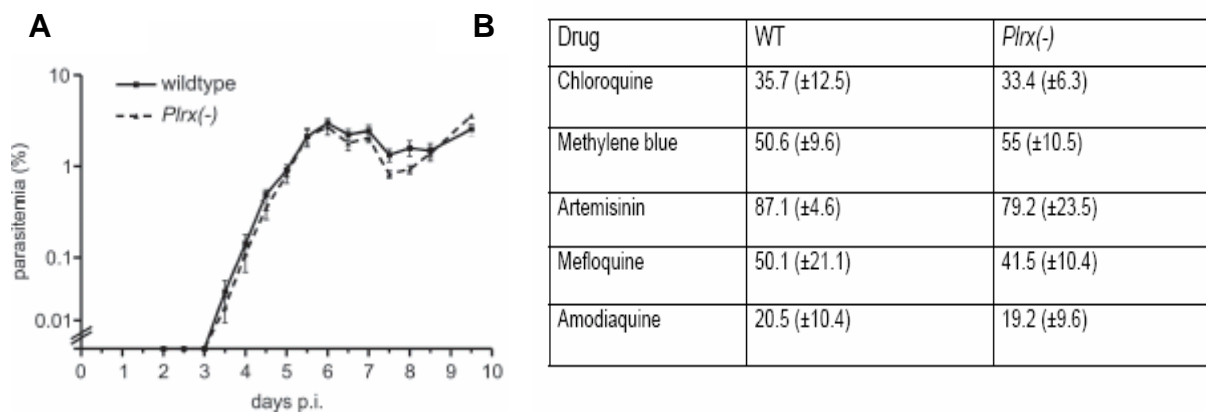 A
B
wildtype
Plrx(-)
10
1
0.1
0.01
parasitemia (%)
0 1 2 3 4 5 6 7 8 9 10
days p.i.
Drug WT Plrx(-)
Chloroquine 35.7 (±12.5) 33.4 (±6.3)
Methylene blue 50.6 (±9.6) 55 (±10.5)
Artemisinin 87.1 (±4.6) 79.2 (±23.5)
Mefloquine 50.1 (±21.1) 41.5 (±10.4)
Amodiaquine 20.5 (±10.4) 19.2 (±9.6)